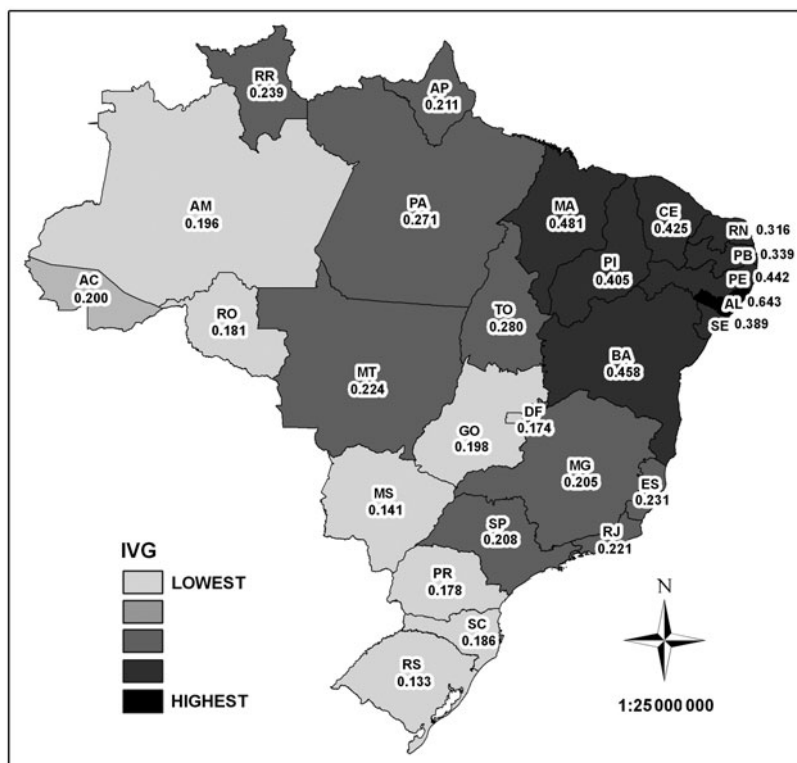 RR
0.239
AP
0.211
AM
0.196
PA
0.271
MA
0.481
CE
0.425
RN 0.316
PI
0.405
PB 0.339
PE 0.442
AC
0.200
RO
0.181
TO
0.280
AL 0.643
SE 0.389
BA
0.458
MT
0.224
DF
0.174
GO
0.198
MG
0.205
ES
0.231
MS
0.141
SP
0.208
RJ
0.221
PR
0.178
SC
0.186
RS
0.133
IVG
LOWEST
HIGHEST
N
1:25 000 000